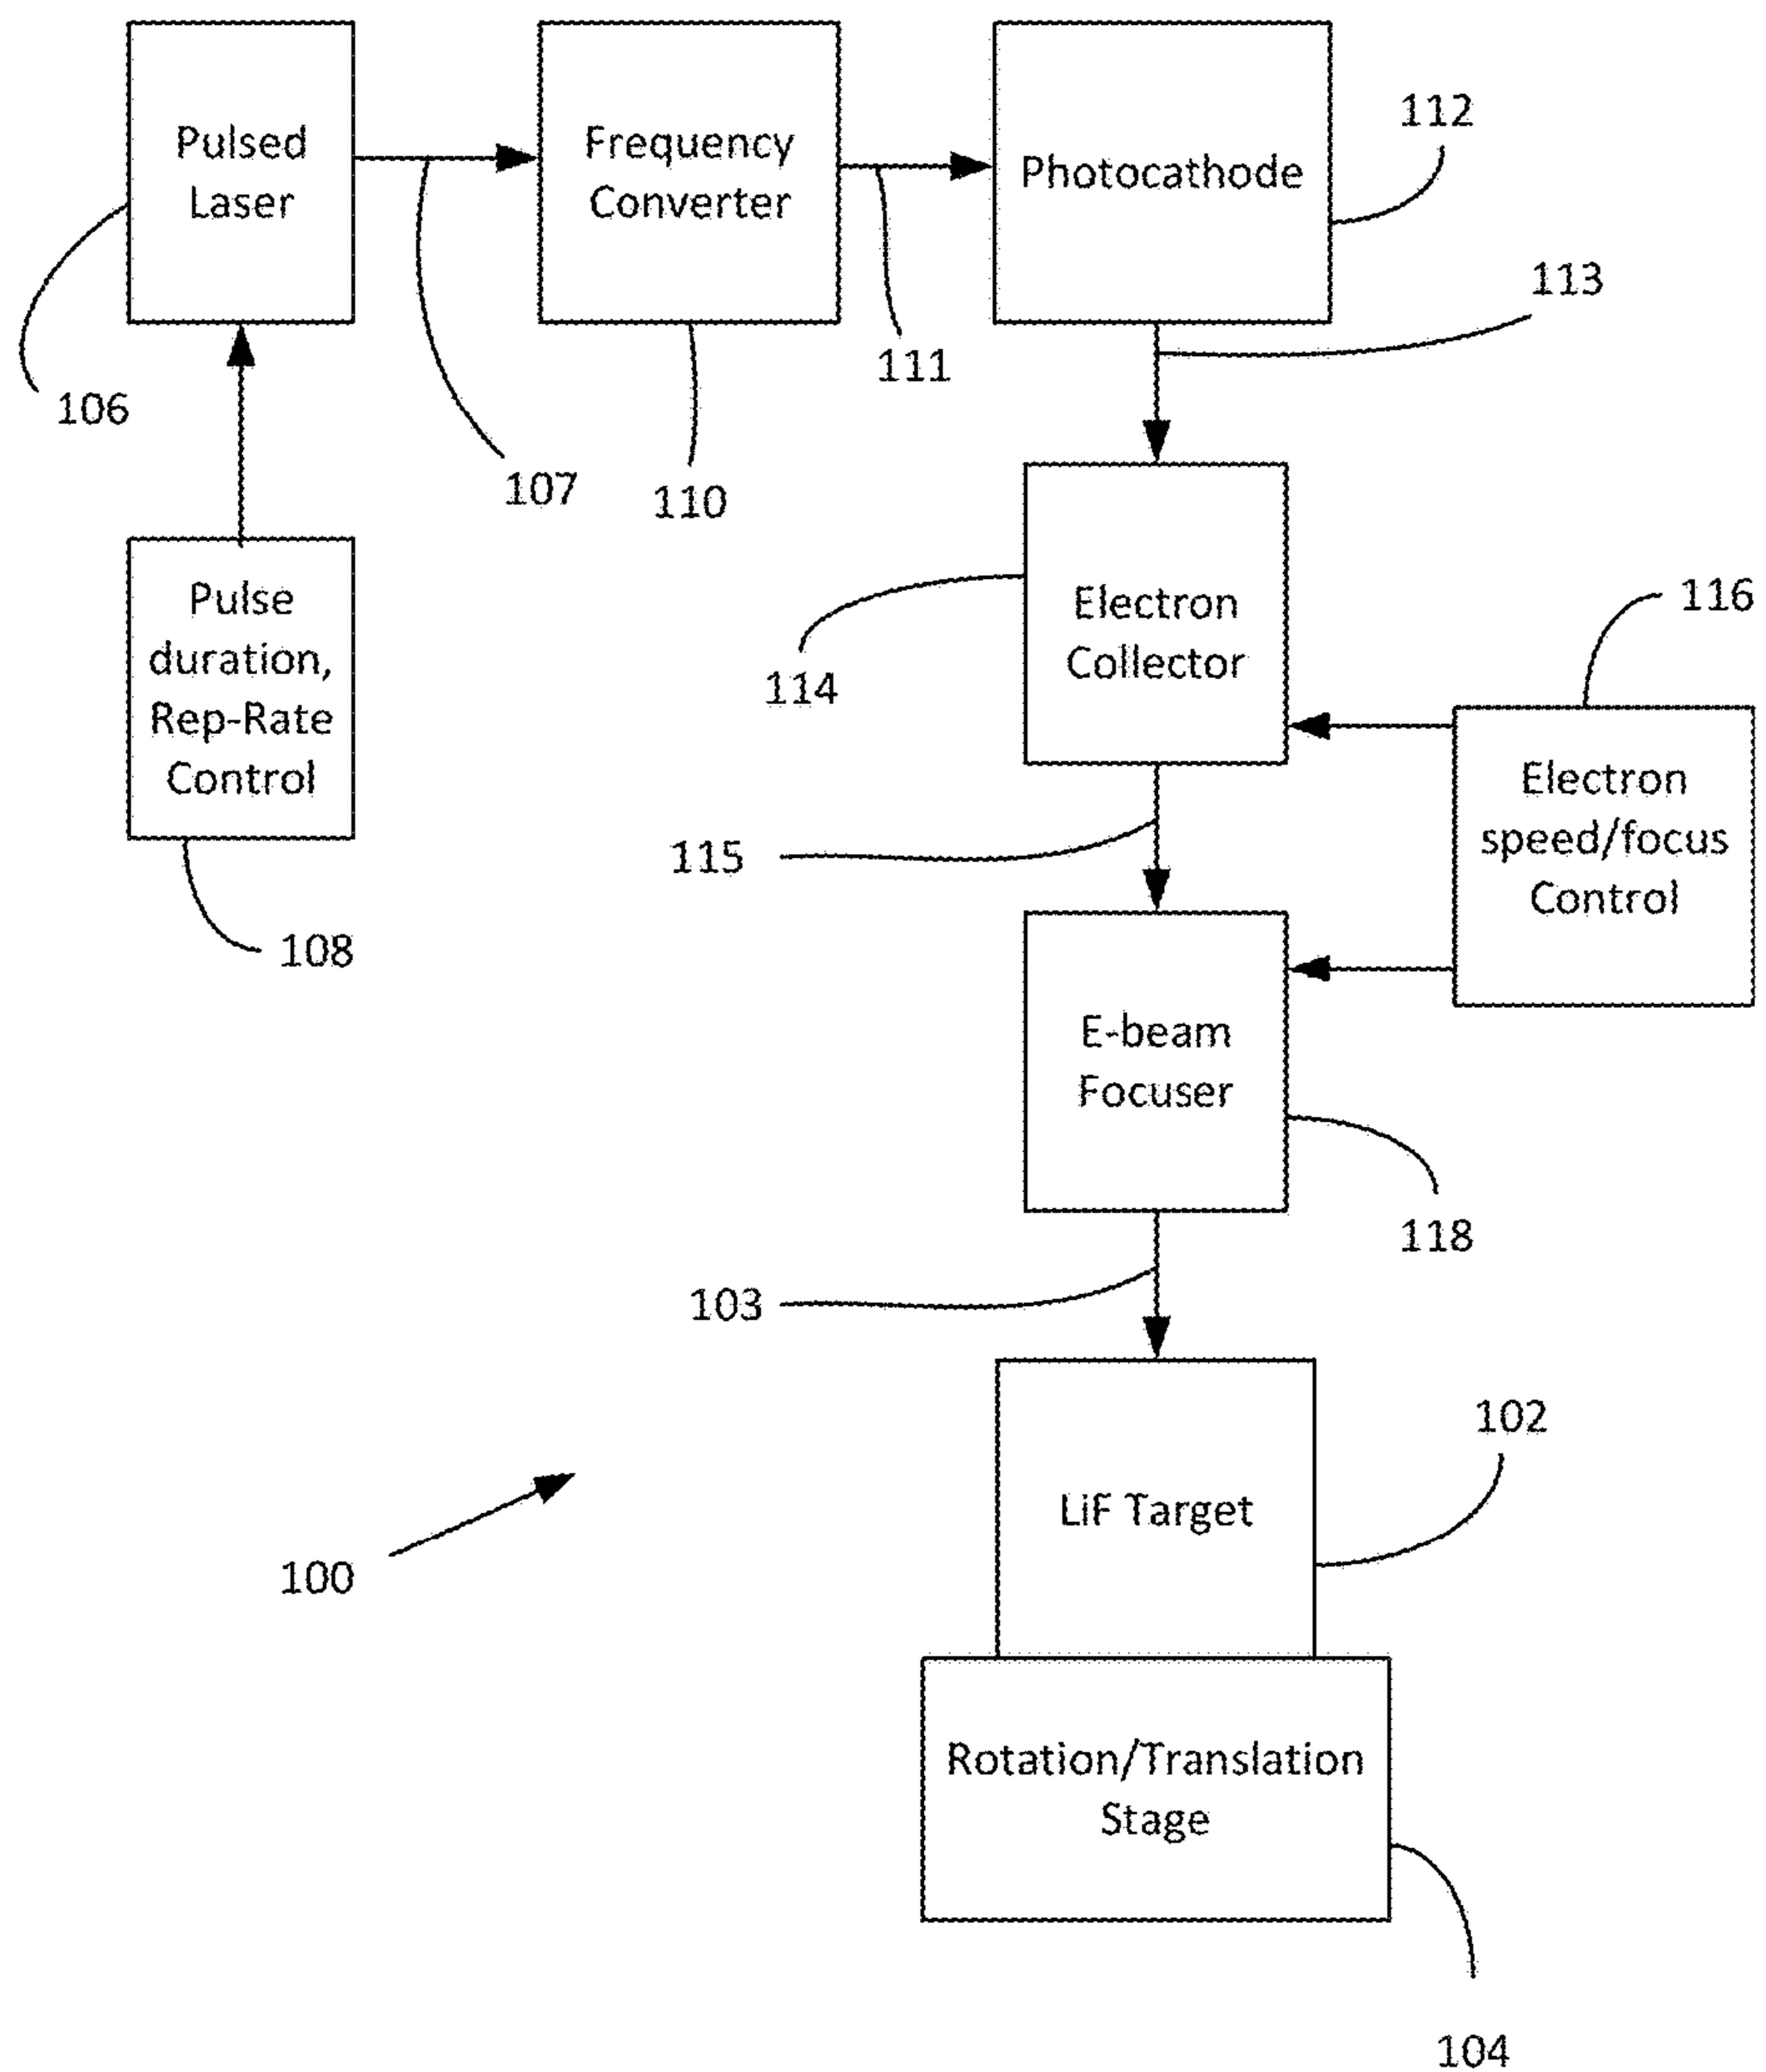 Pulsed
Laser
Frequency
Converter
Photocathode
112
113
111
106
107
110
Pulse
duration,
Rep-Rate
Control
108
Electron
Collector
114
116
Electron
speed/focus
Control
115
E-beam
Focuser
118
103
102
LiF Target
100
Rotation/Translation
Stage
104